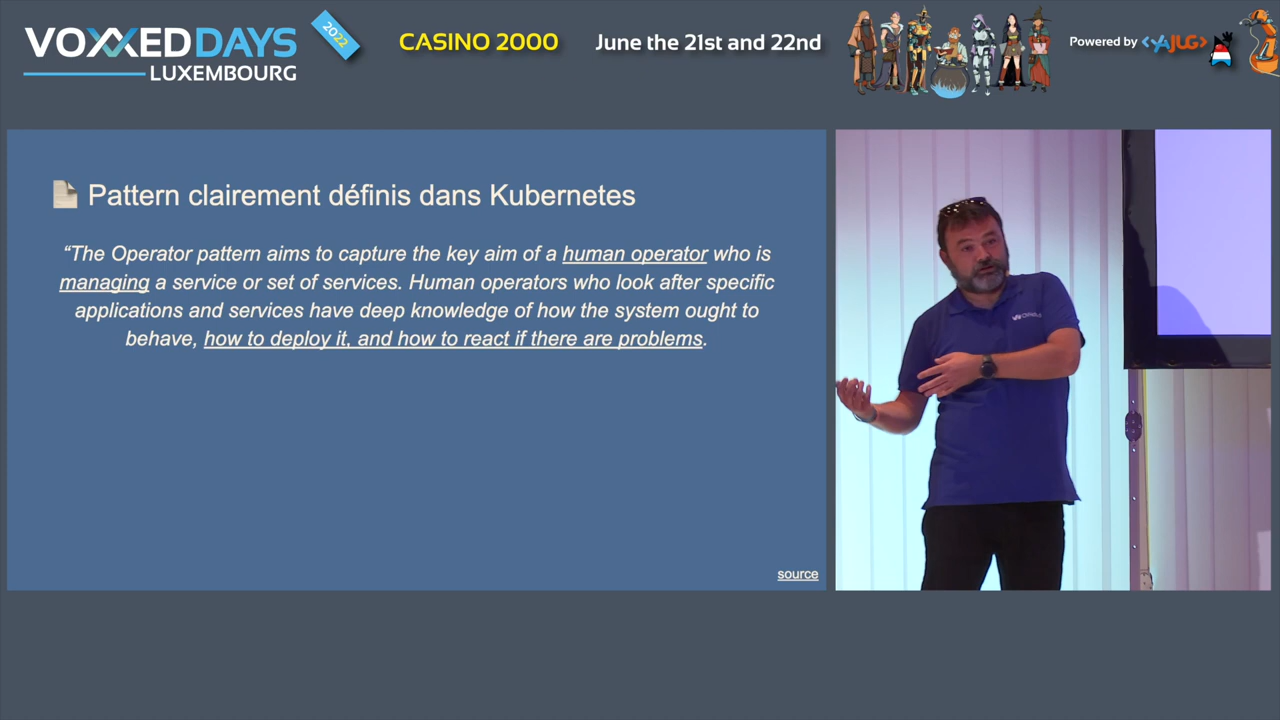 VOXXEDDAYS
LUXEMBOURG
2022
CASINO 2000
June the 21st and 22nd
Powered by <YAJUG>
Pattern clairement définis dans Kubernetes
“The Operator pattern aims to capture the key aim of a human operator who is
managing a service or set of services. Human operators who look after specific
applications and services have deep knowledge of how the system ought to
behave, how to deploy it, and how to react if there are problems.
source